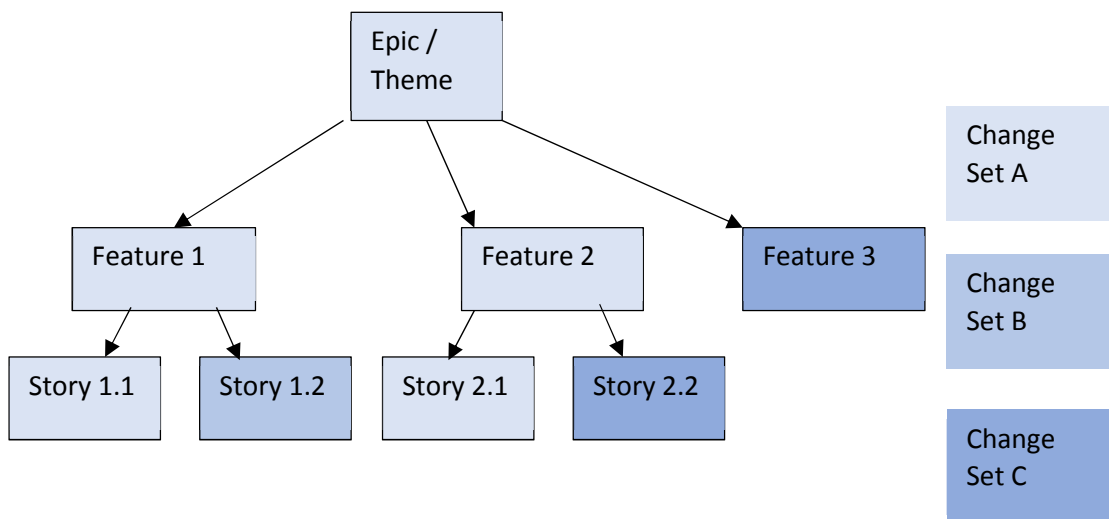 Epic /
Theme
Change
Set A
Feature 1
Feature 2
Feature 3
Change
Set B
Story 1.1
Story 1.2
Story 2.1
Story 2.2
Change
Set C